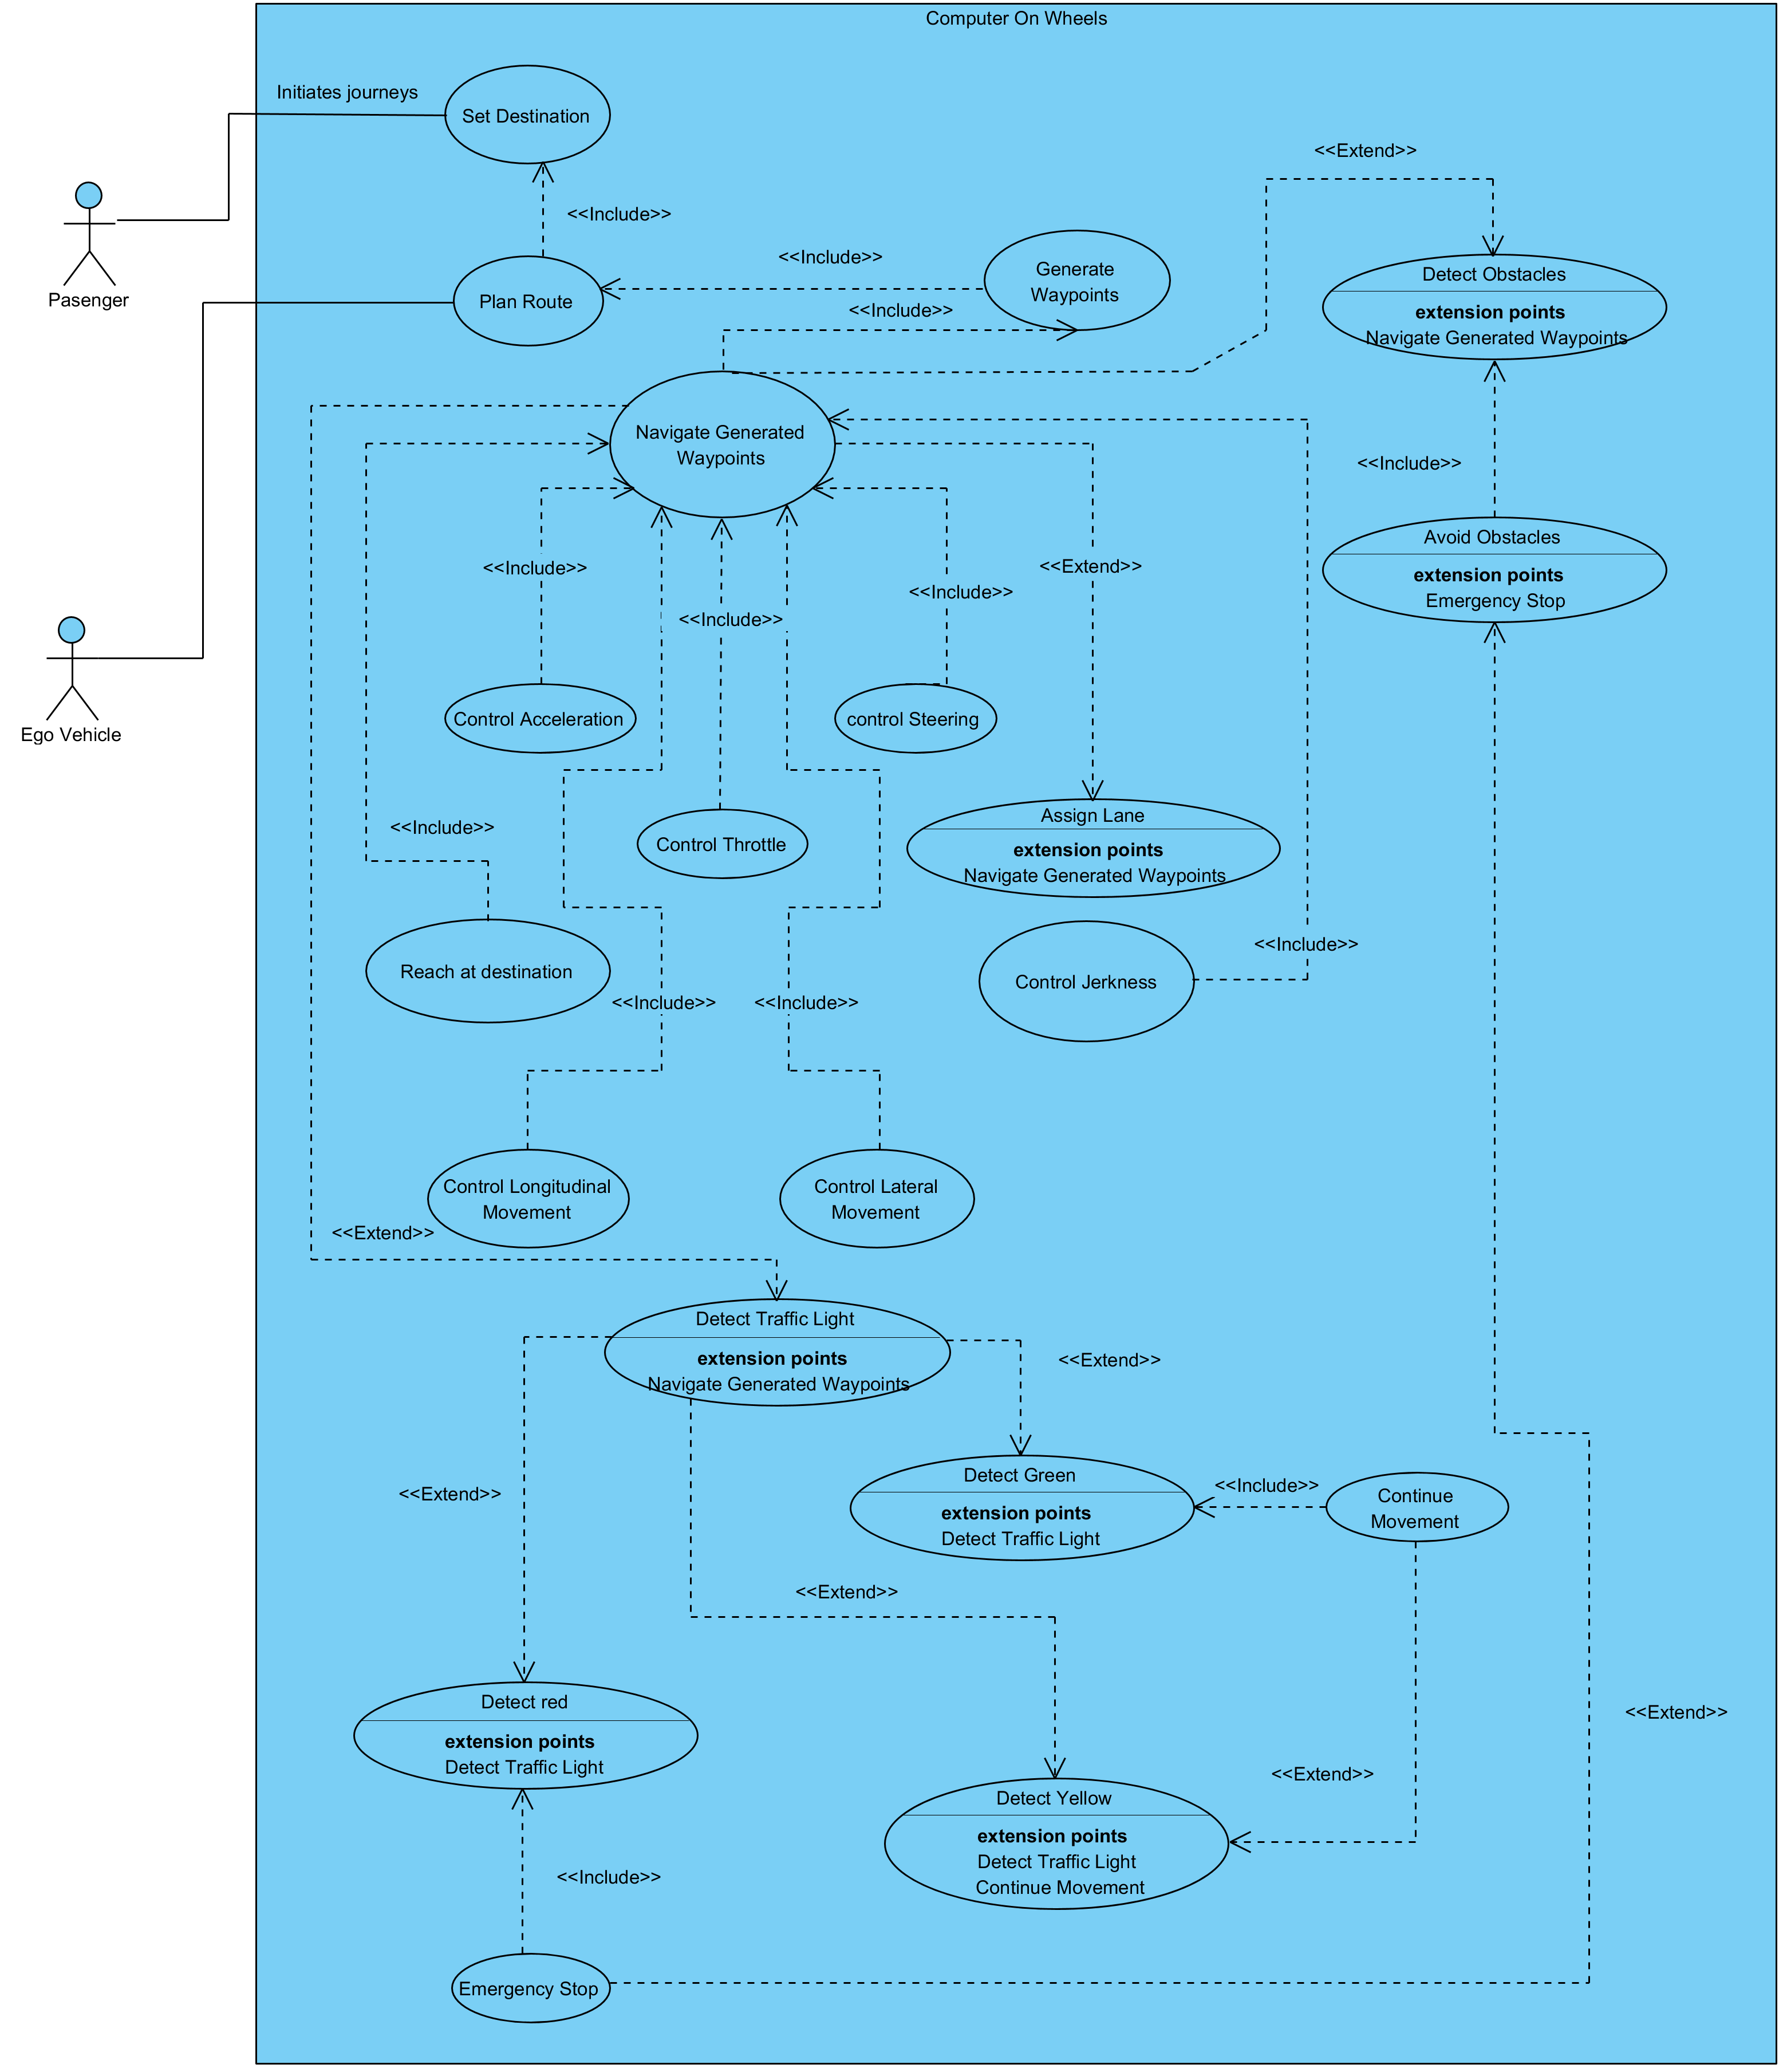 Computer On Wheels
Initiates journeys
Set Destination
<<Extend>>
<<Include>>
Pasenger
Plan Route
<<Include>>
Generate
Waypoints
<<Include>>
Detect Obstacles
extension points
Navigate Generated Waypoints
Navigate Generated
Waypoints
<<Include>>
Avoid Obstacles
extension points
Emergency Stop
<<Include>>
<<Extend>>
<<Include>>
<<Include>>
Ego Vehicle
Control Acceleration
control Steering
<<Include>>
Control Throttle
Assign Lane
extension points
Navigate Generated Waypoints
<<Include>>
Reach at destination
Control Jerkness
<<Include>>
<<Include>>
Control Longitudinal
Movement
Control Lateral
Movement
<<Extend>>
Detect Traffic Light
extension points
Navigate Generated Waypoints
<<Extend>>
<<Extend>>
Detect Green
extension points
Detect Traffic Light
<<Include>>
Continue
Movement
<<Extend>>
Detect red
extension points
Detect Traffic Light
<<Extend>>
<<Extend>>
Detect Yellow
extension points
Detect Traffic Light
Continue Movement
<<Include>>
Emergency Stop